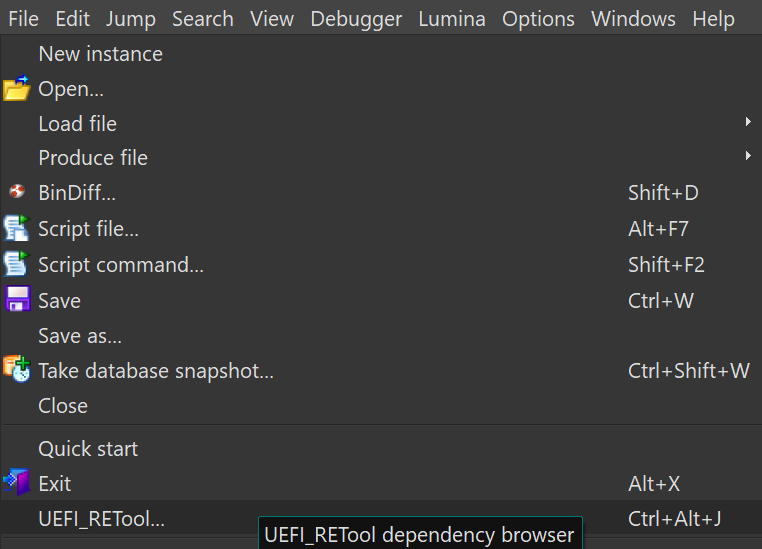 File Edit Jump Search View Debugger Lumina Options Windows Help
New instance
Open...
Load file
Produce file
BinDiff... Shift+D
Script file... Alt+F7
Script command... Shift+F2
Save Ctrl+W
Save as...
Take database snapshot... Ctrl+Shift+W
Close
Quick start
Exit Alt+X
UEFI_RETool... Ctrl+Alt+J
UEFI_RETool dependency browser